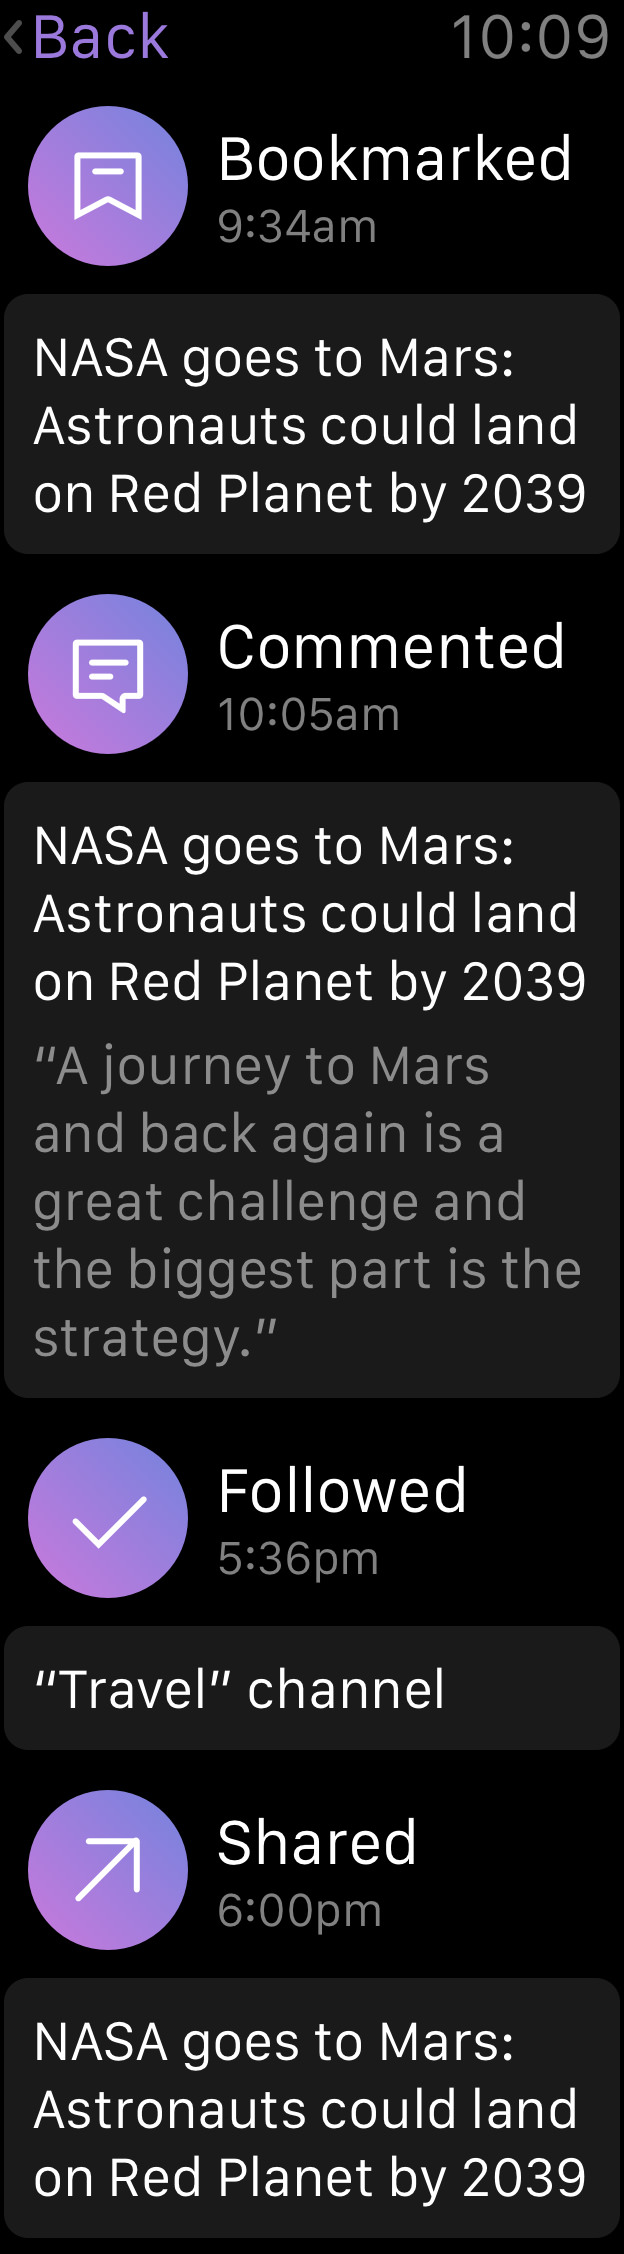 Back
10:09
Bookmarked
9:34am
NASA goes to Mars:
Astronauts could land
on Red Planet by 2039
Commented
10:05am
NASA goes to Mars:
Astronauts could land
on Red Planet by 2039
“A journey to Mars
and back again is a
great challenge and
the biggest part is the
strategy.”
Followed
5:36pm
“Travel” channel
Shared
6:00pm
NASA goes to Mars:
Astronauts could land
on Red Planet by 2039